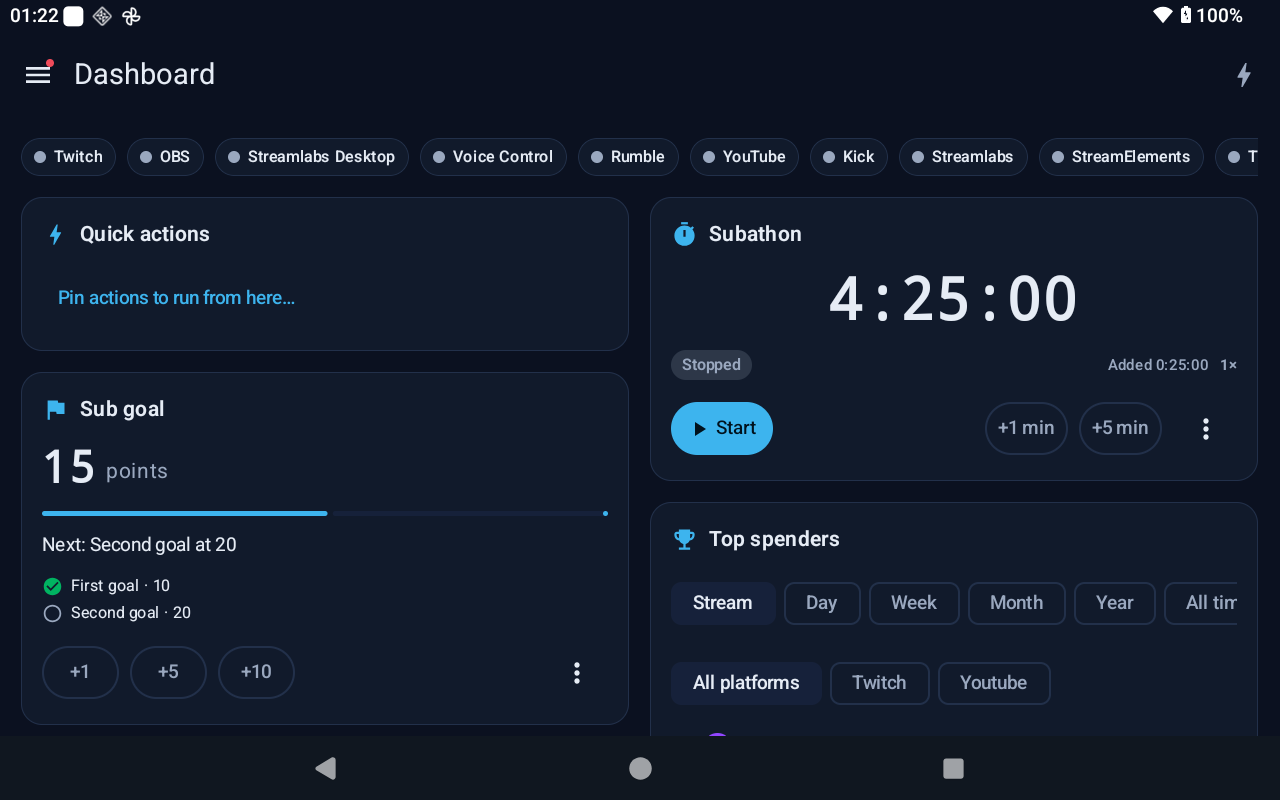 01:22
100%
Dashboard
Twitch
OBS
Streamlabs Desktop
Voice Control
Rumble
YouTube
Kick
Streamlabs
StreamElements
T
Quick actions
Pin actions to run from here...
Sub goal
15 points
Next: Second goal at 20
First goal · 10
Second goal · 20
+1
+5
+10
Subathon
4:25:00
Stopped
Added 0:25:00 1×
Start
+1 min
+5 min
Top spenders
Stream
Day
Week
Month
Year
All tim
All platforms
Twitch
Youtube